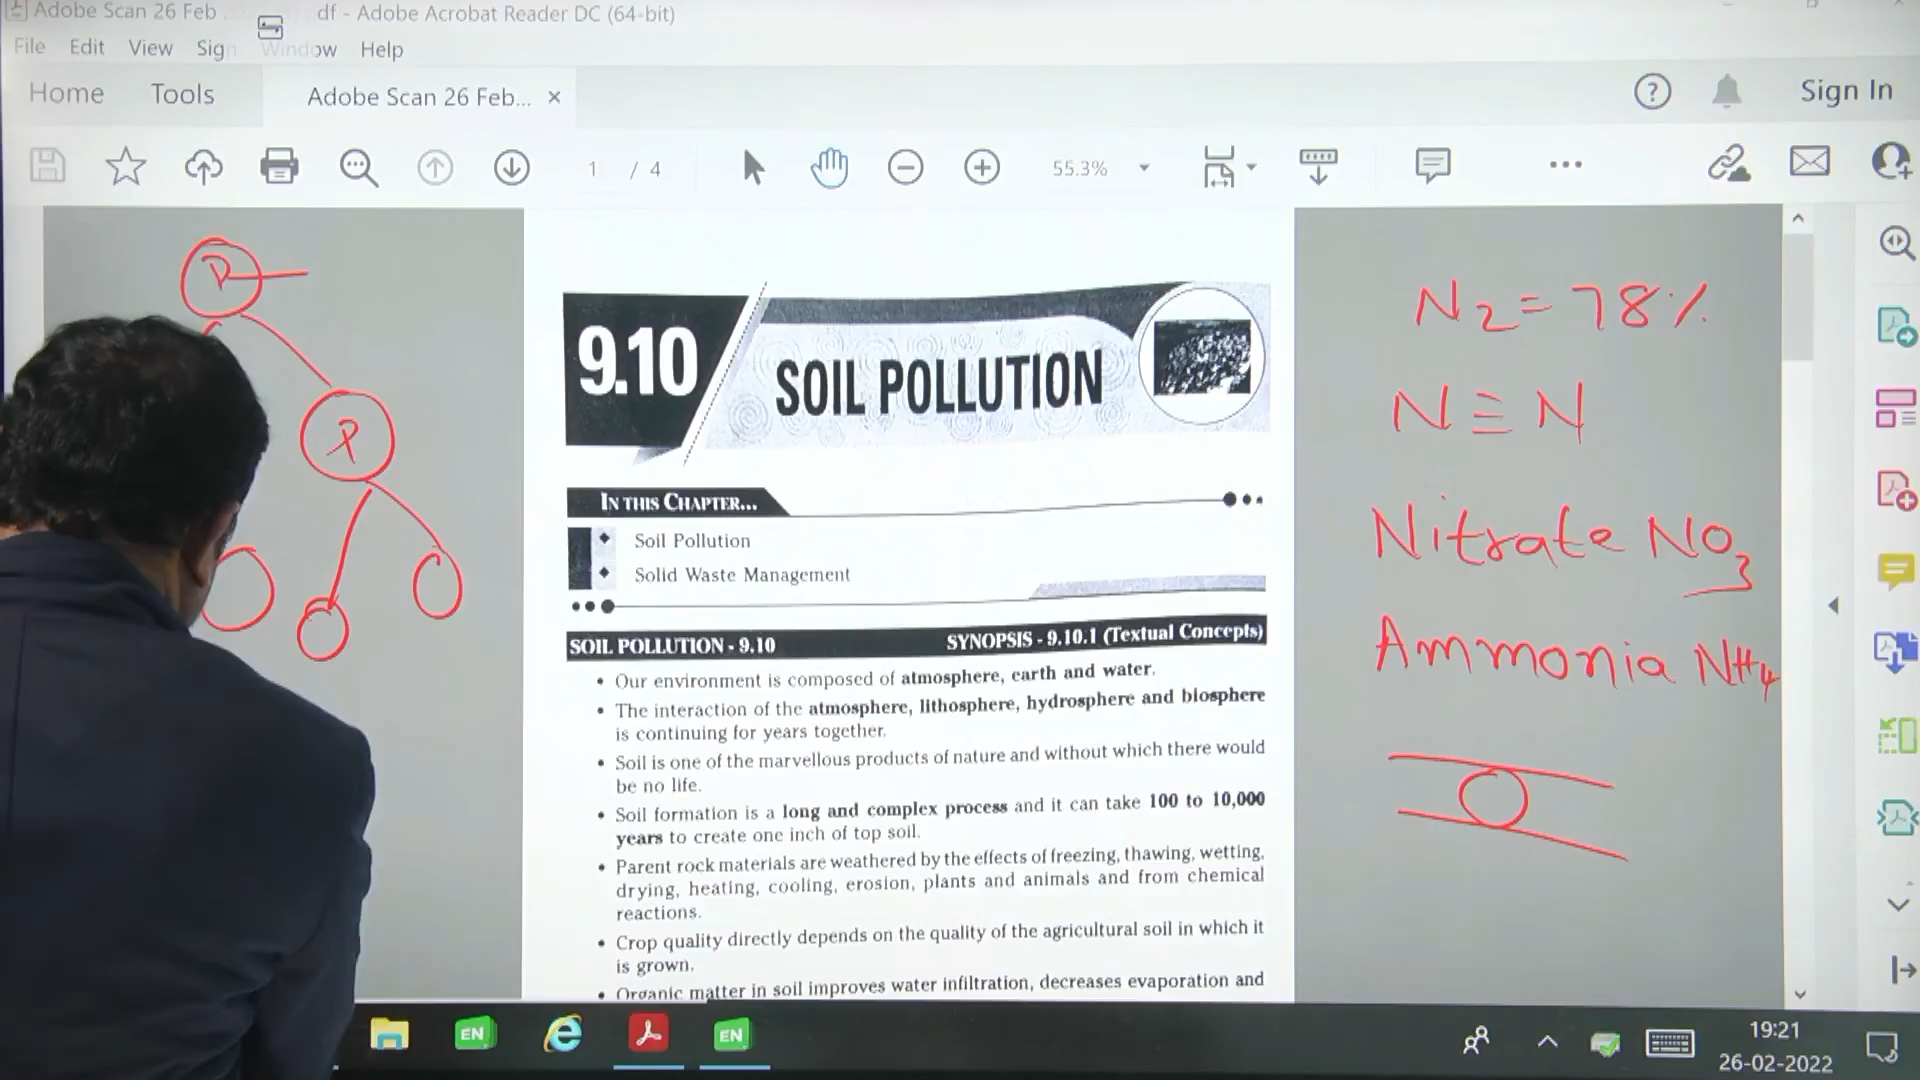 Adobe Scan 26 Feb
df - Adobe Acrobat Reader DC (64-bit)
File Edit View Sign Window Help
Home Tools Adobe Scan 26 Feb... × Sign In
1 / 4 55.3%
9.10 SOIL POLLUTION
IN THIS CHAPTER...
Soil Pollution
Solid Waste Management
SOIL POLLUTION - 9.10 SYNOPSIS - 9.10.1 (Textual Concepts)
• Our environment is composed of atmosphere, earth and water.
• The interaction of the atmosphere, lithosphere, hydrosphere and biosphere
is continuing for years together.
• Soil is one of the marvellous products of nature and without which there would
be no life.
• Soil formation is a long and complex process and it can take 100 to 10,000
years to create one inch of top soil.
• Parent rock materials are weathered by the effects of freezing, thawing, wetting,
drying, heating, cooling, erosion, plants and animals and from chemical
reactions.
• Crop quality directly depends on the quality of the agricultural soil in which it
is grown.
• Organic matter in soil improves water infiltration, decreases evaporation and
N2 = 78%
N ≡ N
Nitrate NO3
Ammonia NH4
EN
EN
19:21
26-02-2022